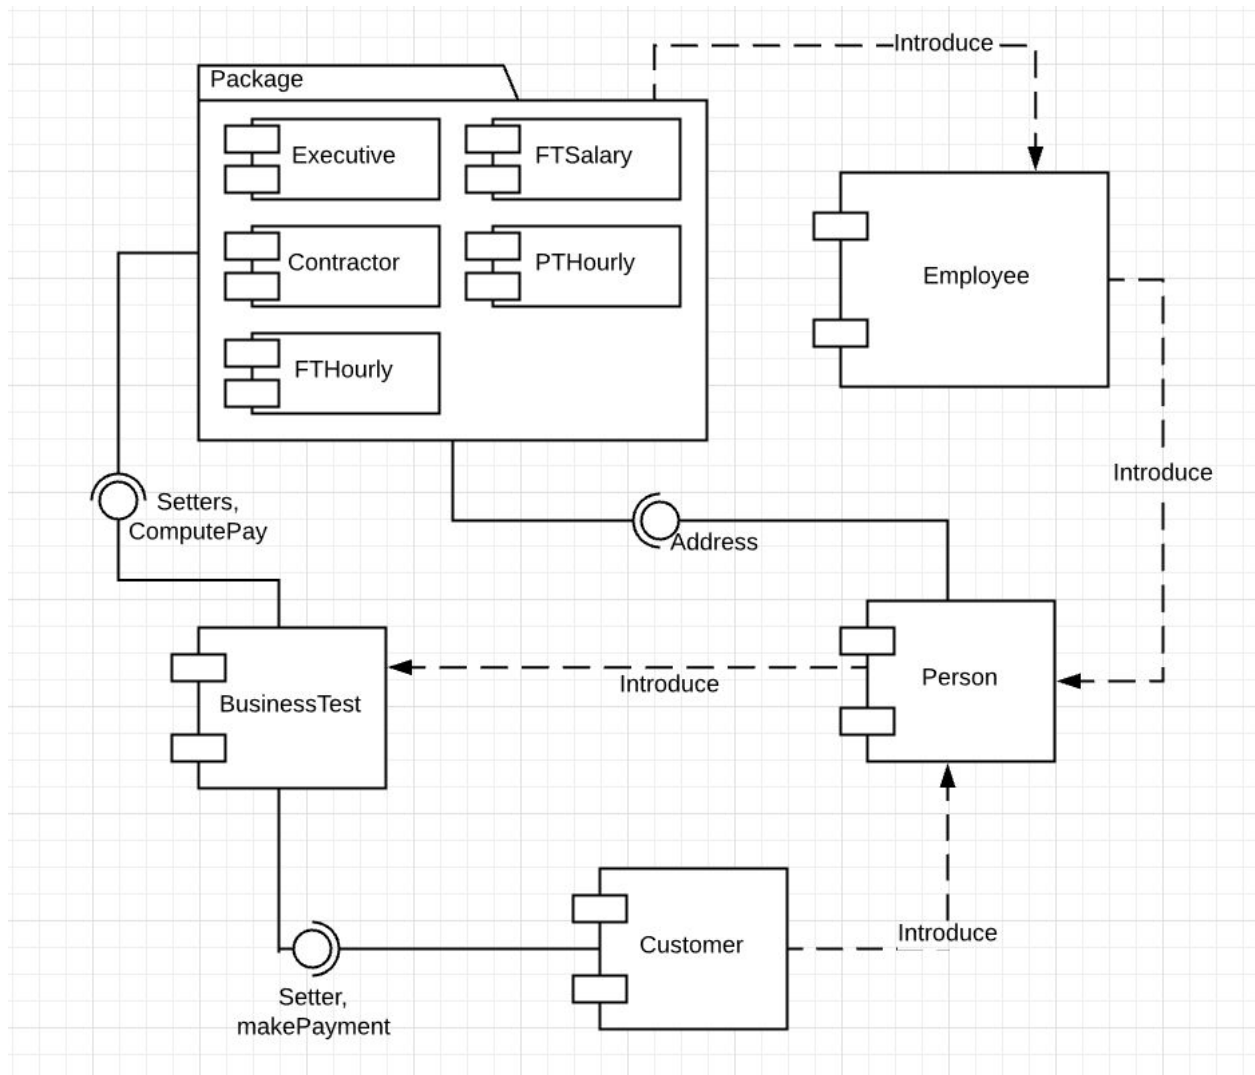 Introduce
Package
Executive
FTSalary
Contractor
PTHourly
Employee
FTHourly
Introduce
Setters,
ComputePay
Address
Introduce
Person
BusinessTest
Customer
Introduce
Setter,
makePayment